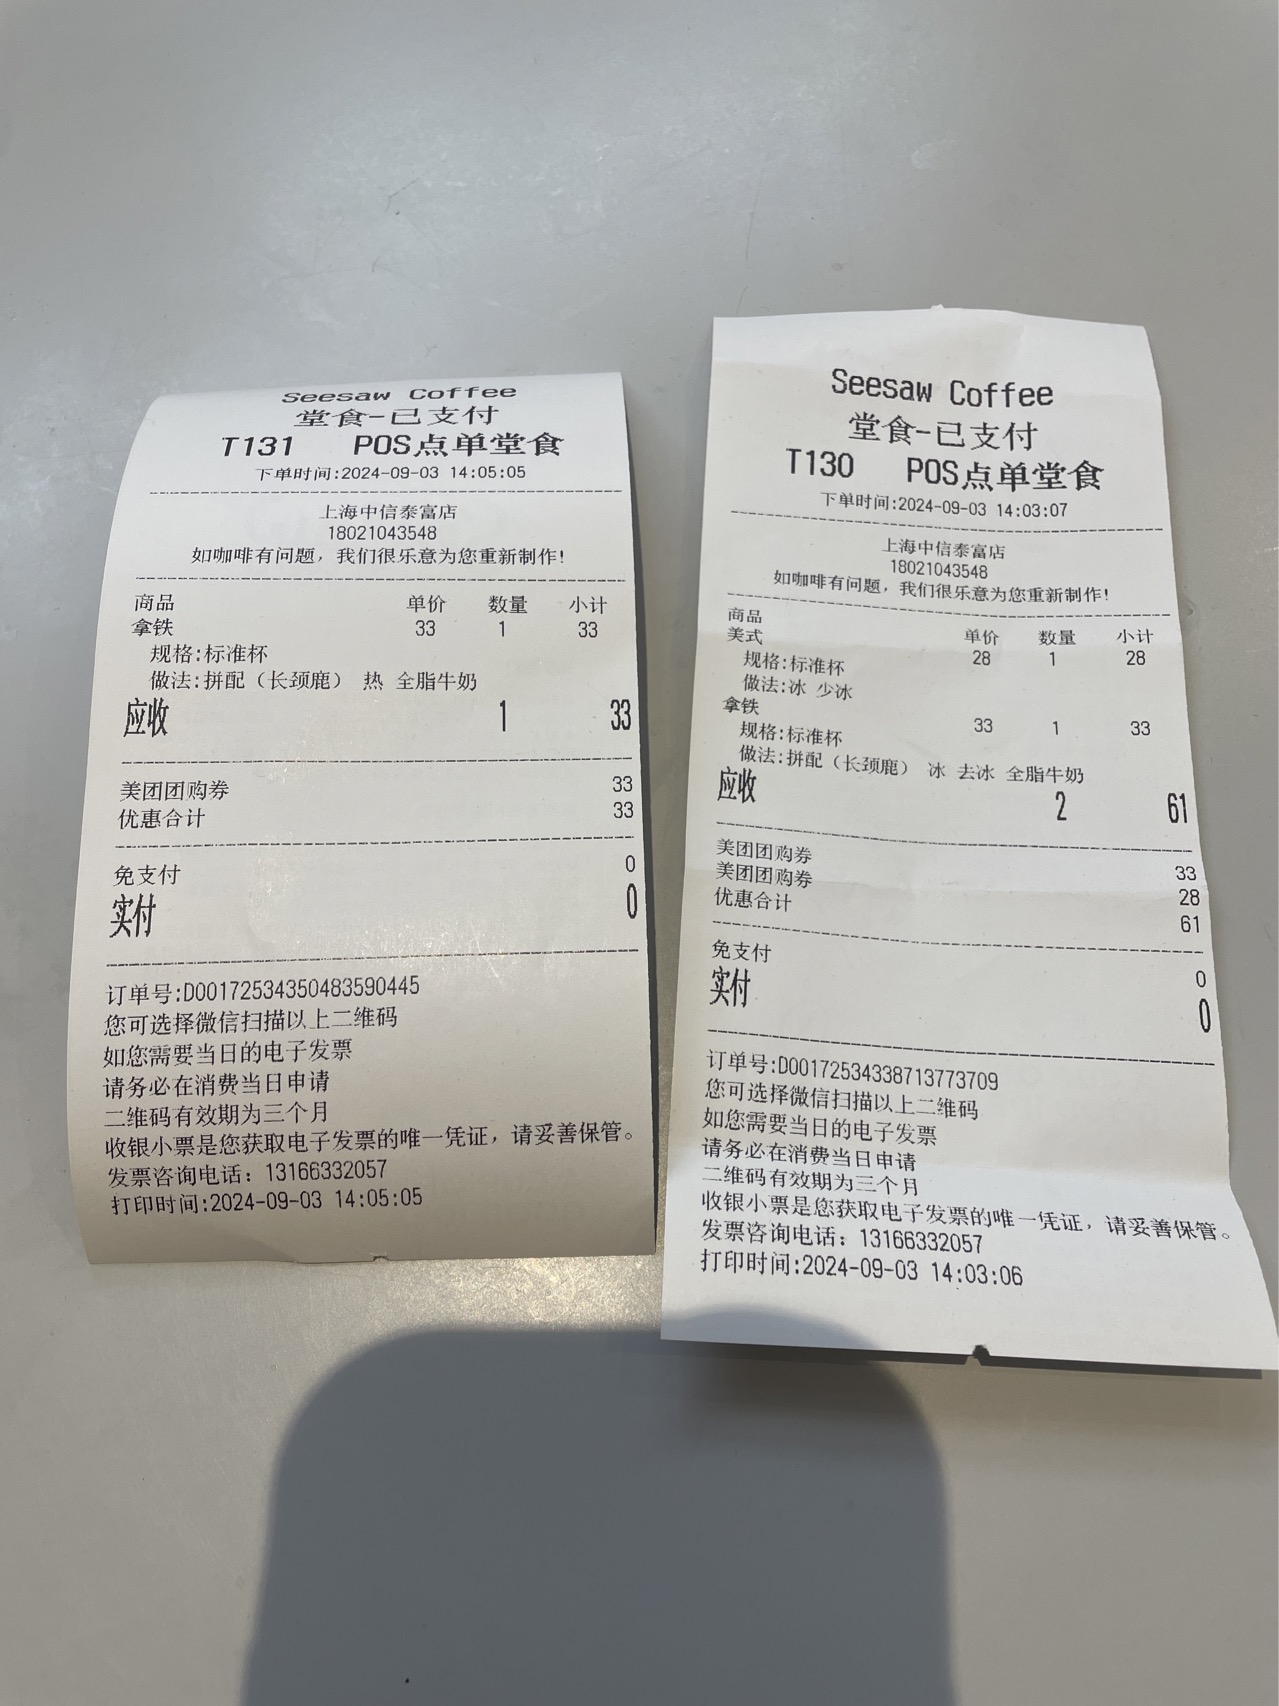 Seesaw Coffee
堂食-已支付
T131 POS点单堂食
下单时间:2024-09-03 14:05:05
上海中信泰富店
18021043548
如咖啡有问题，我们很乐意为您重新制作!
商品 单价 数量 小计
拿铁 33 1 33
规格:标准杯
做法:拼配（长颈鹿） 热 全脂牛奶
应收 1 33
美团团购券 33
优惠合计 33
免支付 0
实付 0
订单号:D00172534350483590445
您可选择微信扫描以上二维码
如您需要当日的电子发票
请务必在消费当日申请
二维码有效期为三个月
收银小票是您获取电子发票的唯一凭证，请妥善保管。
发票咨询电话：13166332057
打印时间:2024-09-03 14:05:05
Seesaw Coffee
堂食-已支付
T130 POS点单堂食
下单时间:2024-09-03 14:03:07
上海中信泰富店
18021043548
如咖啡有问题，我们很乐意为您重新制作!
商品 单价 数量 小计
美式 28 1 28
规格:标准杯
做法:冰 少冰
拿铁 33 1 33
规格:标准杯
做法:拼配（长颈鹿） 冰 去冰 全脂牛奶
应收 2 61
美团团购券 33
美团团购券 28
优惠合计 61
免支付 0
实付 0
订单号:D00172534338713773709
您可选择微信扫描以上二维码
如您需要当日的电子发票
请务必在消费当日申请
二维码有效期为三个月
收银小票是您获取电子发票的唯一凭证，请妥善保管。
发票咨询电话：13166332057
打印时间:2024-09-03 14:03:06